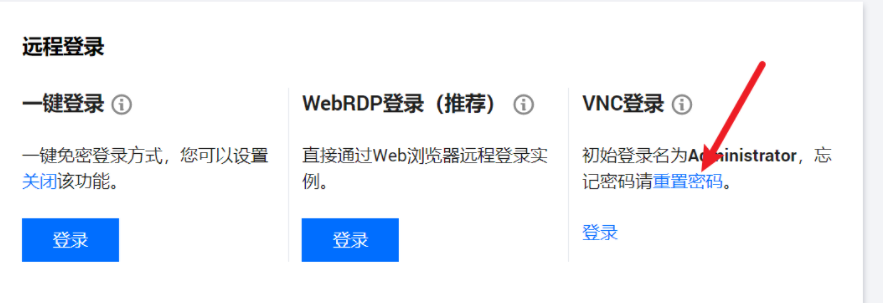 远程登录
一键登录
一键免密登录方式，您可以设置
关闭该功能。
登录
WebRDP登录（推荐）
直接通过Web浏览器远程登录实
例。
登录
VNC登录
初始登录名为Administrator，忘
记密码请重置密码。
登录